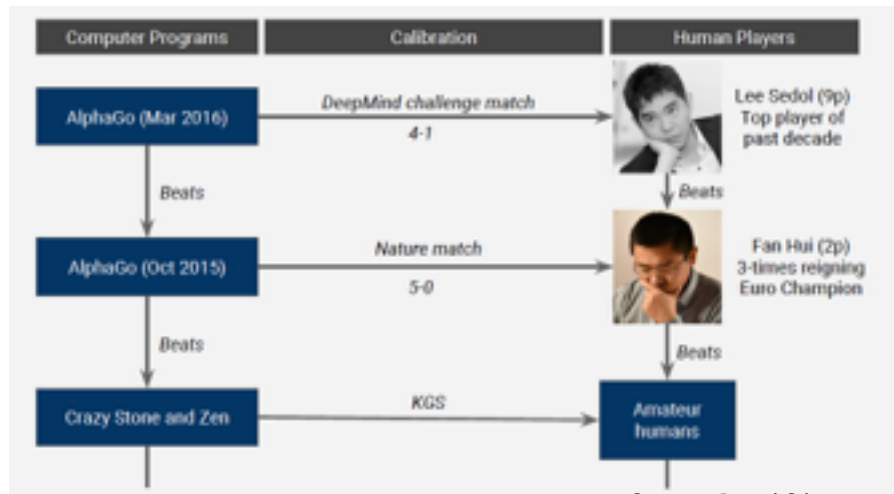 Computer Programs
Calibration
Human Players
AlphaGo (Mar 2016)
DeepMind challenge match
4-1
Lee Sedol (9p)
Top player of
past decade
Beats
Beats
AlphaGo (Oct 2015)
Nature match
5-0
Fan Hui (2p)
3-times reigning
Euro Champion
Beats
Beats
Crazy Stone and Zen
KGS
Amateur
humans